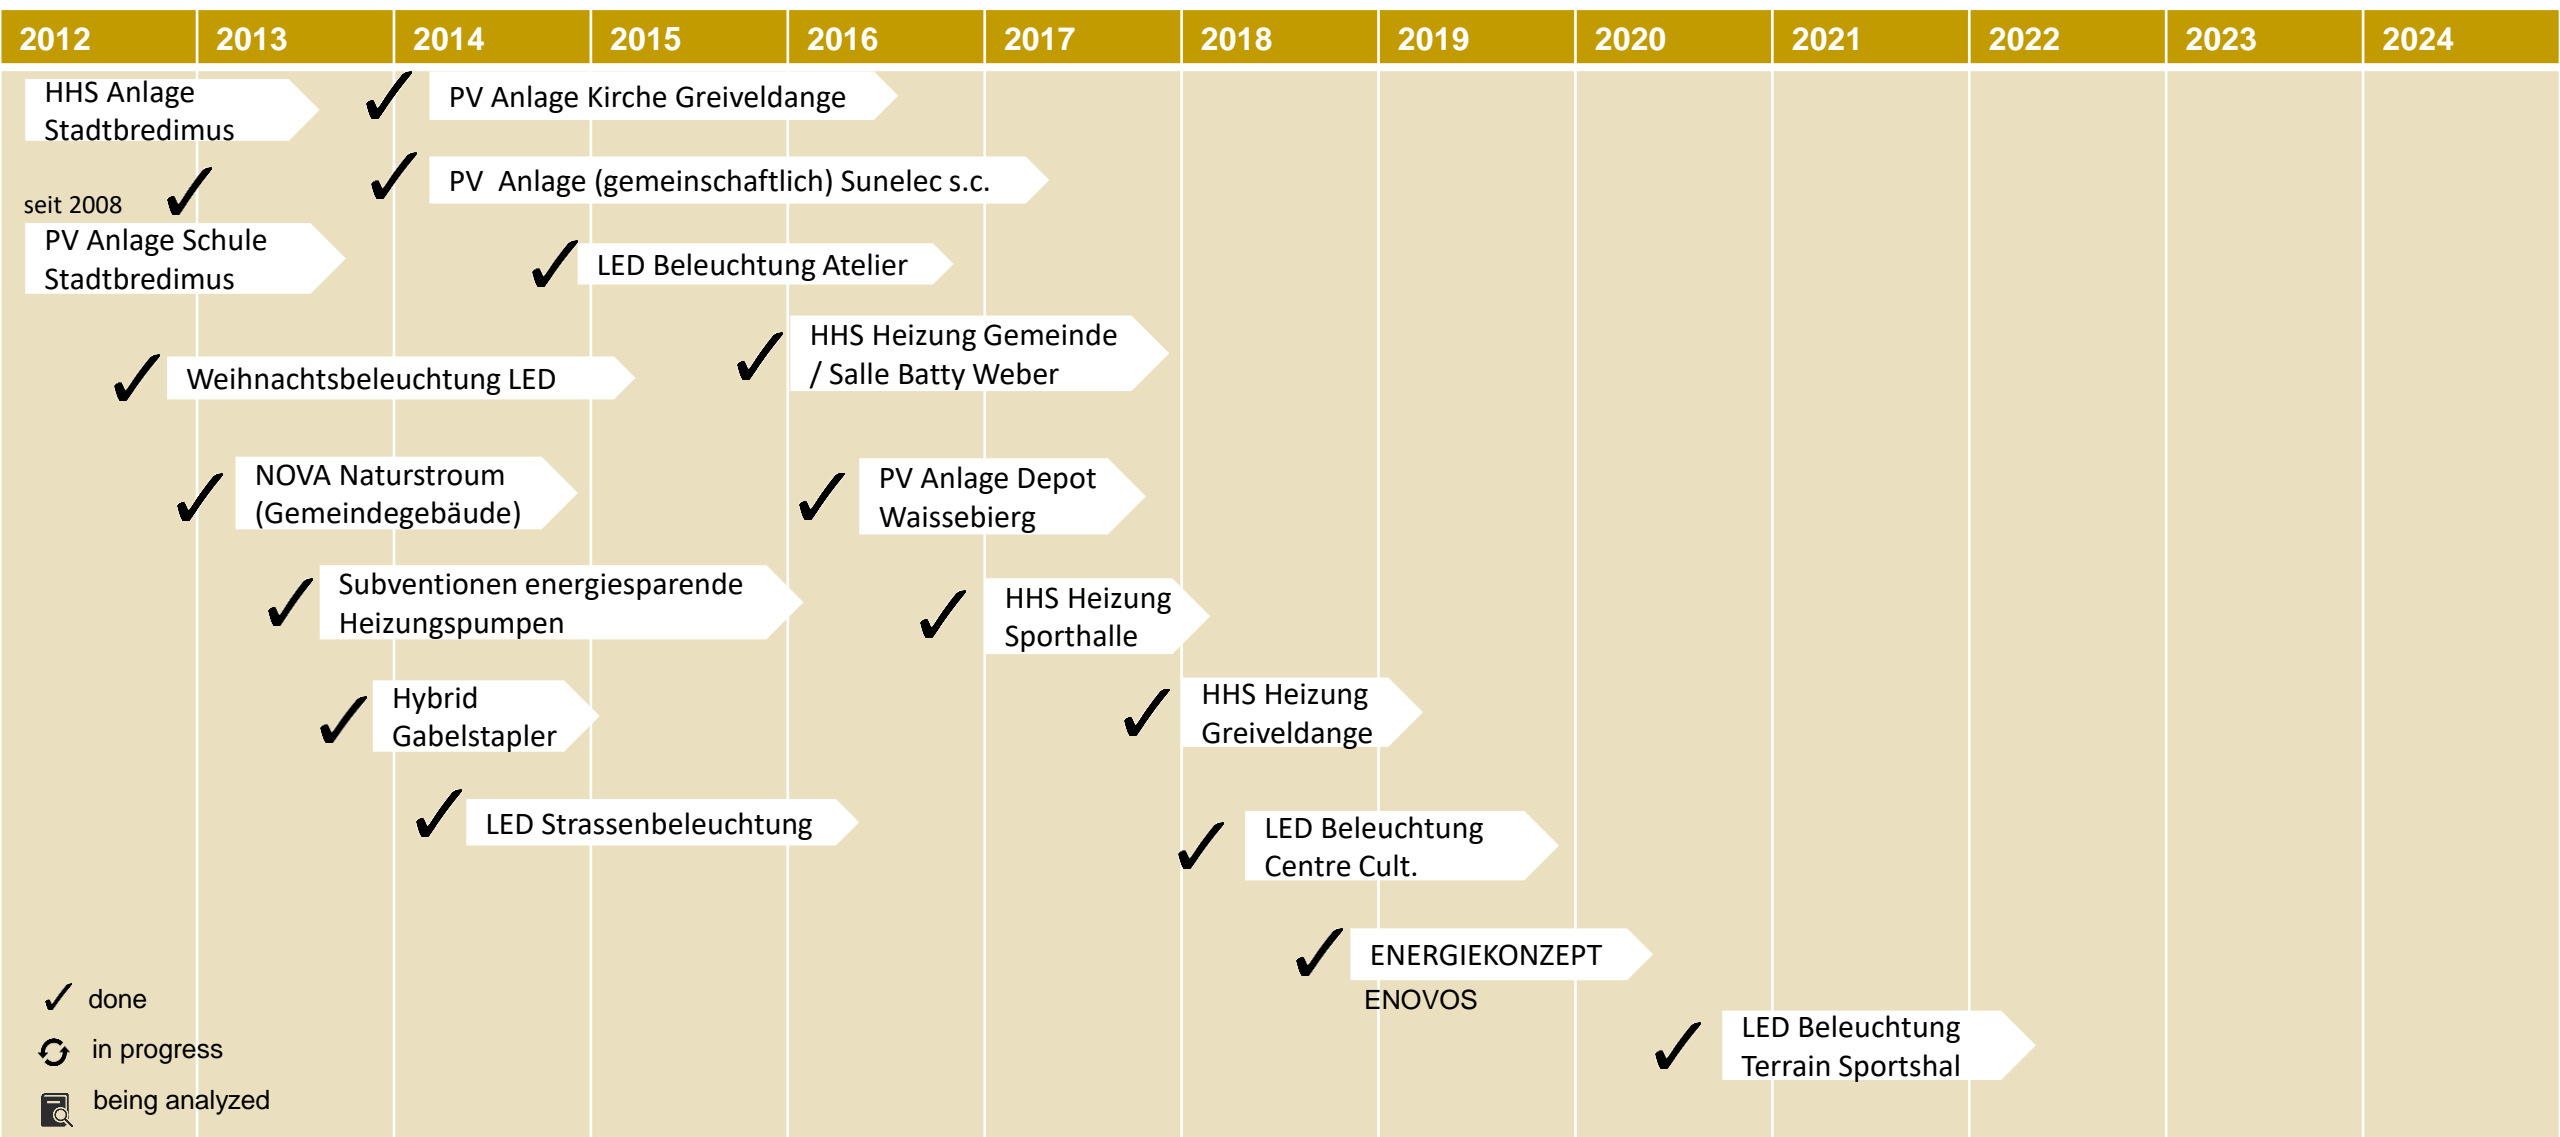 2012 2013 2014 2015 2016 2017 2018 2019 2020 2021 2022 2023 2024
HHS Anlage
Stadtbredimus
PV Anlage Kirche Greiveldange
PV  Anlage (gemeinschaftlich) Sunelec s.c.
seit 2008
PV Anlage Schule
Stadtbredimus
LED Beleuchtung Atelier
HHS Heizung Gemeinde
/ Salle Batty Weber
Weihnachtsbeleuchtung LED
NOVA Naturstroum
(Gemeindegebäude)
PV Anlage Depot
Waissebierg
Subventionen energiesparende
Heizungspumpen
HHS Heizung
Sporthalle
Hybrid
Gabelstapler
HHS Heizung
Greiveldange
LED Strassenbeleuchtung
LED Beleuchtung
Centre Cult.
ENERGIEKONZEPT
ENOVOS
LED Beleuchtung
Terrain Sportshal
done
in progress
being analyzed